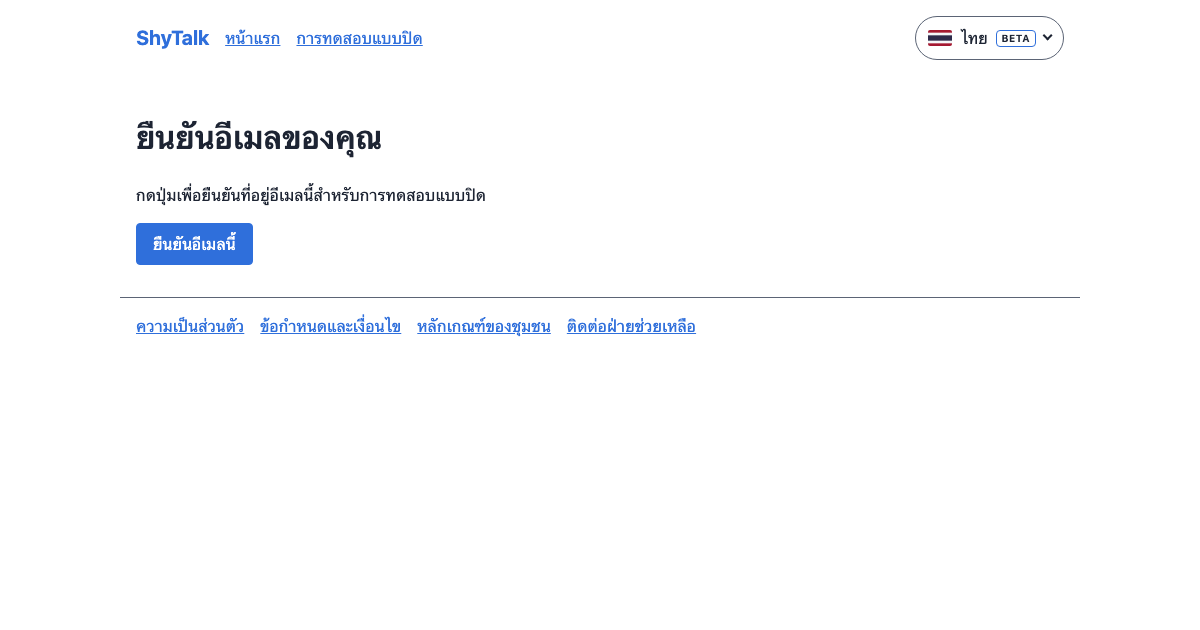 ShyTalk หน้าแรก การทดสอบแบบปิด ไทย BETA
ยืนยันอีเมลของคุณ
กดปุ่มเพื่อยืนยันที่อยู่อีเมลนี้สำหรับการทดสอบแบบปิด
ยืนยันอีเมลนี้
ความเป็นส่วนตัว ข้อกำหนดและเงื่อนไข หลักเกณฑ์ของชุมชน ติดต่อฝ่ายช่วยเหลือ